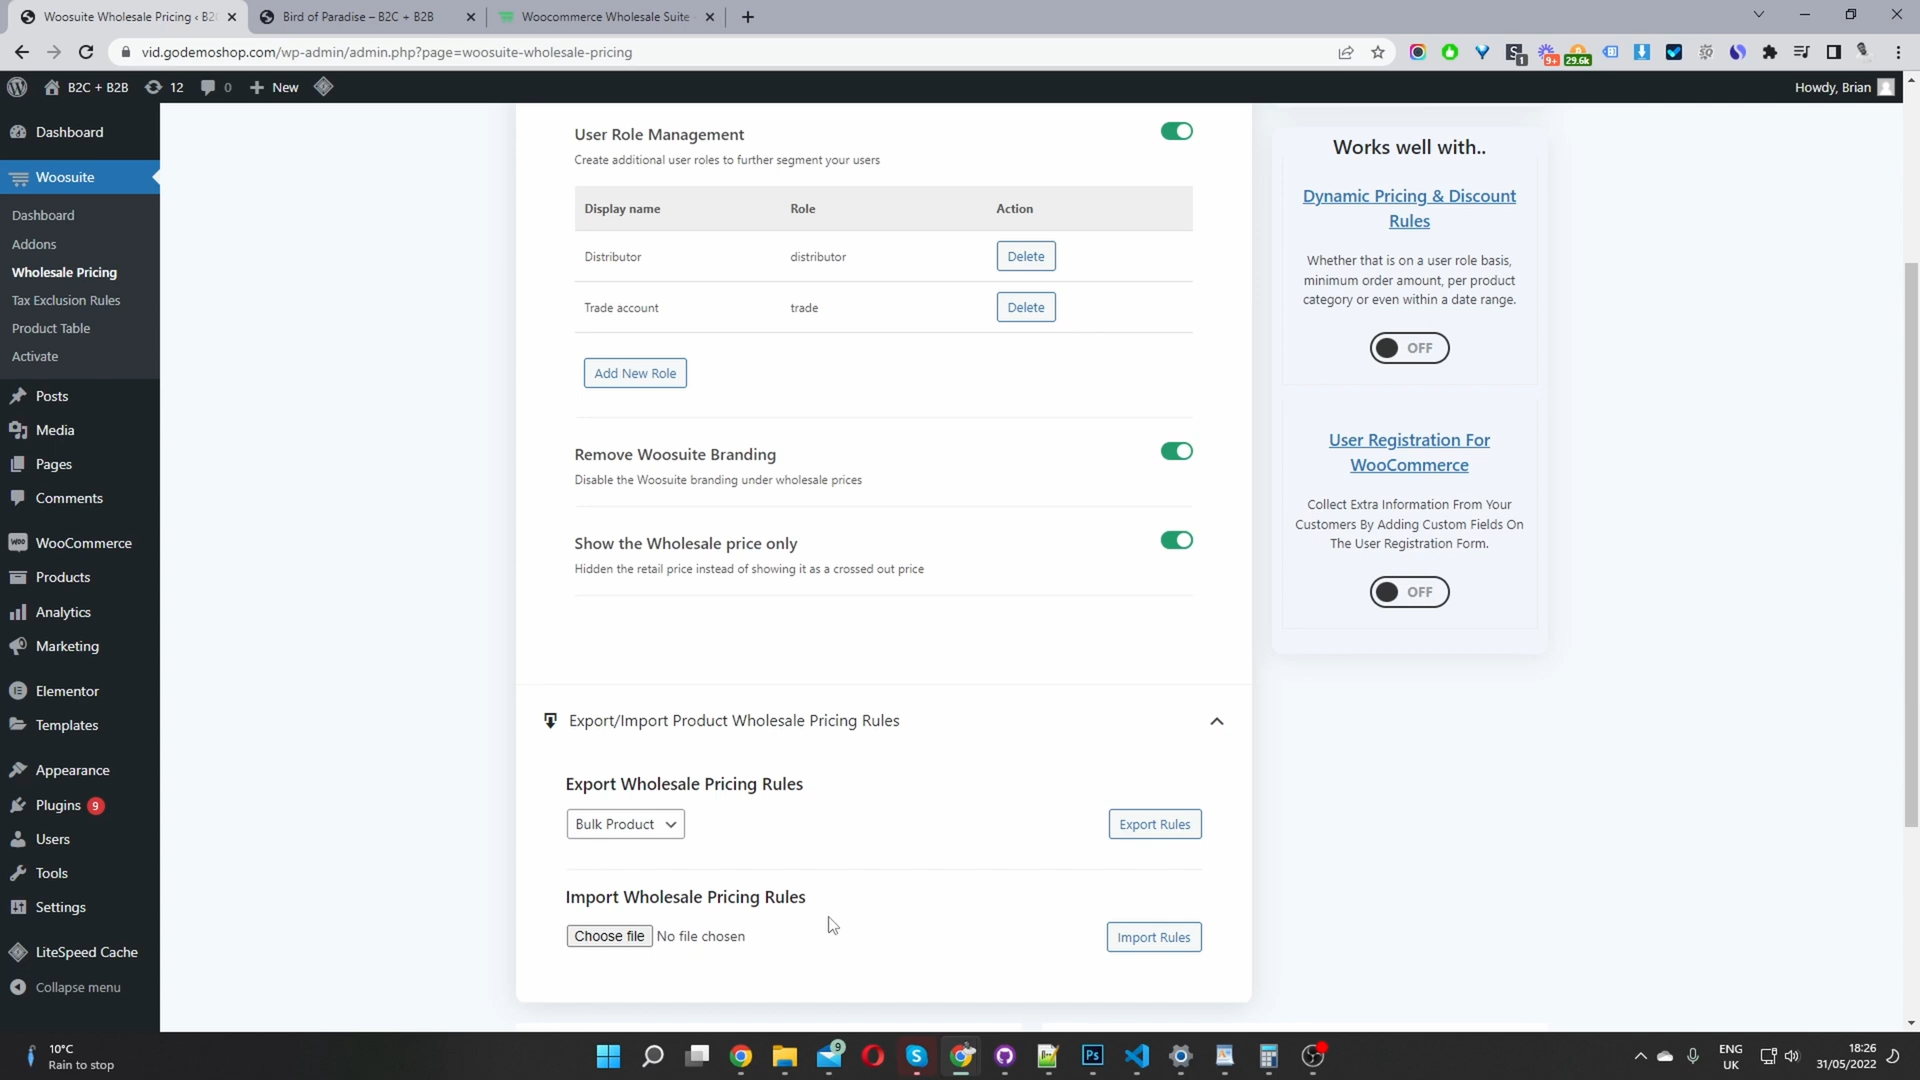 Woosuite Wholesale Pricing ‹ B2C
Bird of Paradise – B2C + B2B
Woocommerce Wholesale Suite
vid.godemoshop.com/wp-admin/admin.php?page=woosuite-wholesale-pricing
1
9+
29.6k
B2C + B2B
12
0
New
Howdy, Brian
Dashboard
Woosuite
Dashboard
Addons
Wholesale Pricing
Tax Exclusion Rules
Product Table
Activate
Posts
Media
Pages
Comments
WooCommerce
Products
Analytics
Marketing
Elementor
Templates
Appearance
Plugins 9
Users
Tools
Settings
LiteSpeed Cache
Collapse menu
User Role Management
Create additional user roles to further segment your users
Display name Role Action
Distributor distributor Delete
Trade account trade Delete
Add New Role
Remove Woosuite Branding
Disable the Woosuite branding under wholesale prices
Show the Wholesale price only
Hidden the retail price instead of showing it as a crossed out price
Export/Import Product Wholesale Pricing Rules
Export Wholesale Pricing Rules
Bulk Product
Export Rules
Import Wholesale Pricing Rules
Choose file No file chosen
Import Rules
Works well with..
Dynamic Pricing & Discount
Rules
Whether that is on a user role basis,
minimum order amount, per product
category or even within a date range.
OFF
User Registration For
WooCommerce
Collect Extra Information From Your
Customers By Adding Custom Fields On
The User Registration Form.
OFF
10°C
Rain to stop
9
Ps
ENG
UK
18:26
31/05/2022